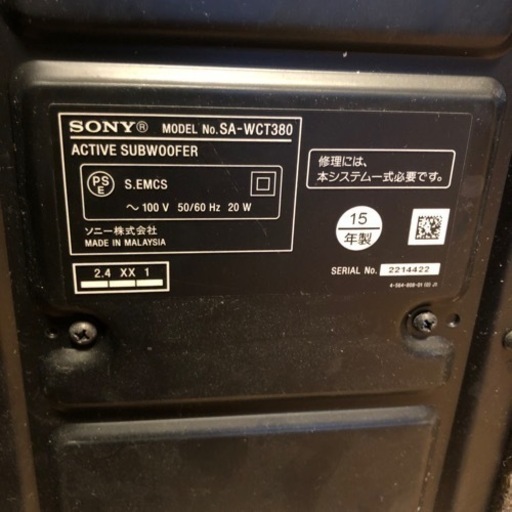 SONY® MODEL No. SA-WCT380
ACTIVE SUBWOOFER
PS E S.EMCS
~ 100 V 50/60 Hz 20 W
ソニー株式会社
MADE IN MALAYSIA
2.4 XX 1
修理には、
本システム一式必要です。
15
年製
SERIAL No. 2214422